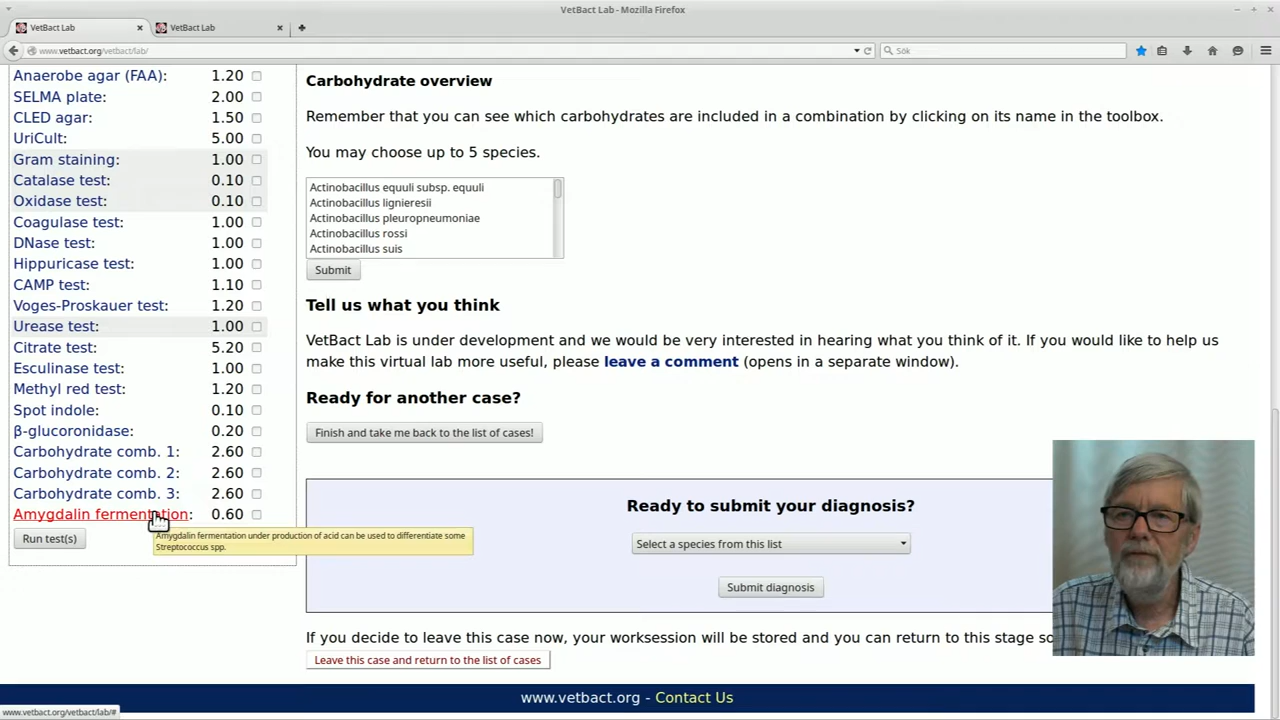 VetBact Lab - Mozilla Firefox
VetBact Lab
VetBact Lab
www.vetbact.org/vetbact/lab/
Sök
Anaerobe agar (FAA): 1.20
SELMA plate: 2.00
CLED agar: 1.50
UriCult: 5.00
Gram staining: 1.00
Catalase test: 0.10
Oxidase test: 0.10
Coagulase test: 1.00
DNase test: 1.00
Hippuricase test: 1.00
CAMP test: 1.10
Voges-Proskauer test: 1.20
Urease test: 1.00
Citrate test: 5.20
Esculinase test: 1.00
Methyl red test: 1.20
Spot indole: 0.10
β-glucoronidase: 0.20
Carbohydrate comb. 1: 2.60
Carbohydrate comb. 2: 2.60
Carbohydrate comb. 3: 2.60
Amygdalin fermentation: 0.60
Run test(s)
Amygdalin fermentation under production of acid can be used to differentiate some
Streptococcus spp.
Carbohydrate overview
Remember that you can see which carbohydrates are included in a combination by clicking on its name in the toolbox.
You may choose up to 5 species.
Actinobacillus equuli subsp. equuli
Actinobacillus lignieresii
Actinobacillus pleuropneumoniae
Actinobacillus rossi
Actinobacillus suis
Submit
Tell us what you think
VetBact Lab is under development and we would be very interested in hearing what you think of it. If you would like to help us
make this virtual lab more useful, please leave a comment (opens in a separate window).
Ready for another case?
Finish and take me back to the list of cases!
Ready to submit your diagnosis?
Select a species from this list
Submit diagnosis
If you decide to leave this case now, your worksession will be stored and you can return to this stage so
Leave this case and return to the list of cases
www.vetbact.org - Contact Us
www.vetbact.org/vetbact/lab/#